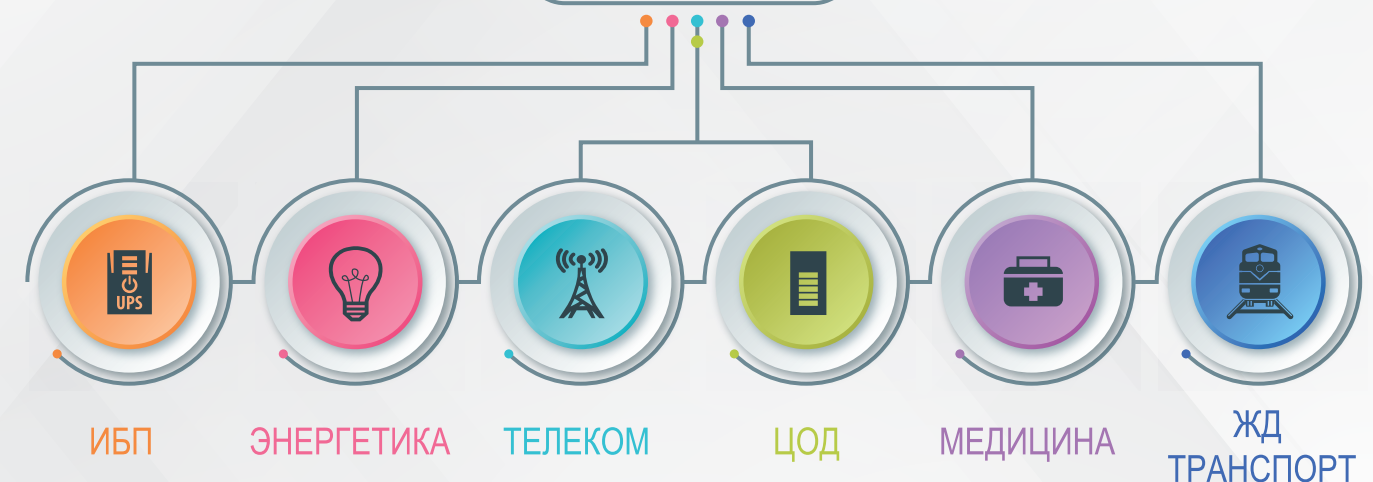 UPS
ИБП
ЭНЕРГЕТИКА
ТЕЛЕКОМ
ЦОД
МЕДИЦИНА
ЖД
ТРАНСПОРТ